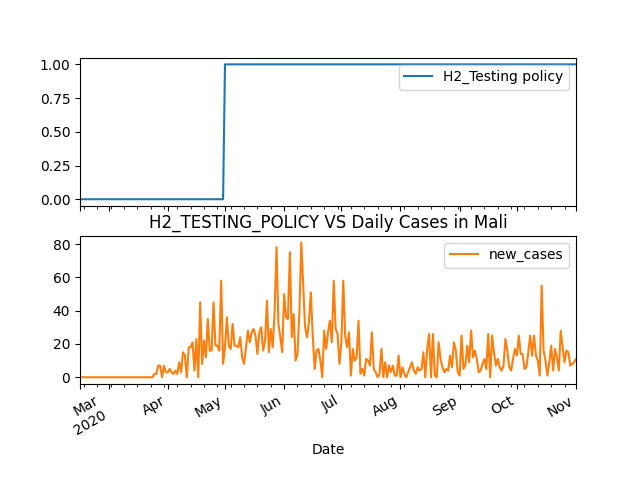 1.00
0.75
0.50
0.25
0.00
H2_Testing policy
H2_TESTING_POLICY VS Daily Cases in Mali
80
60
40
20
0
new_cases
Mar
2020
Apr
May
Jun
Jul
Aug
Sep
Oct
Nov
Date